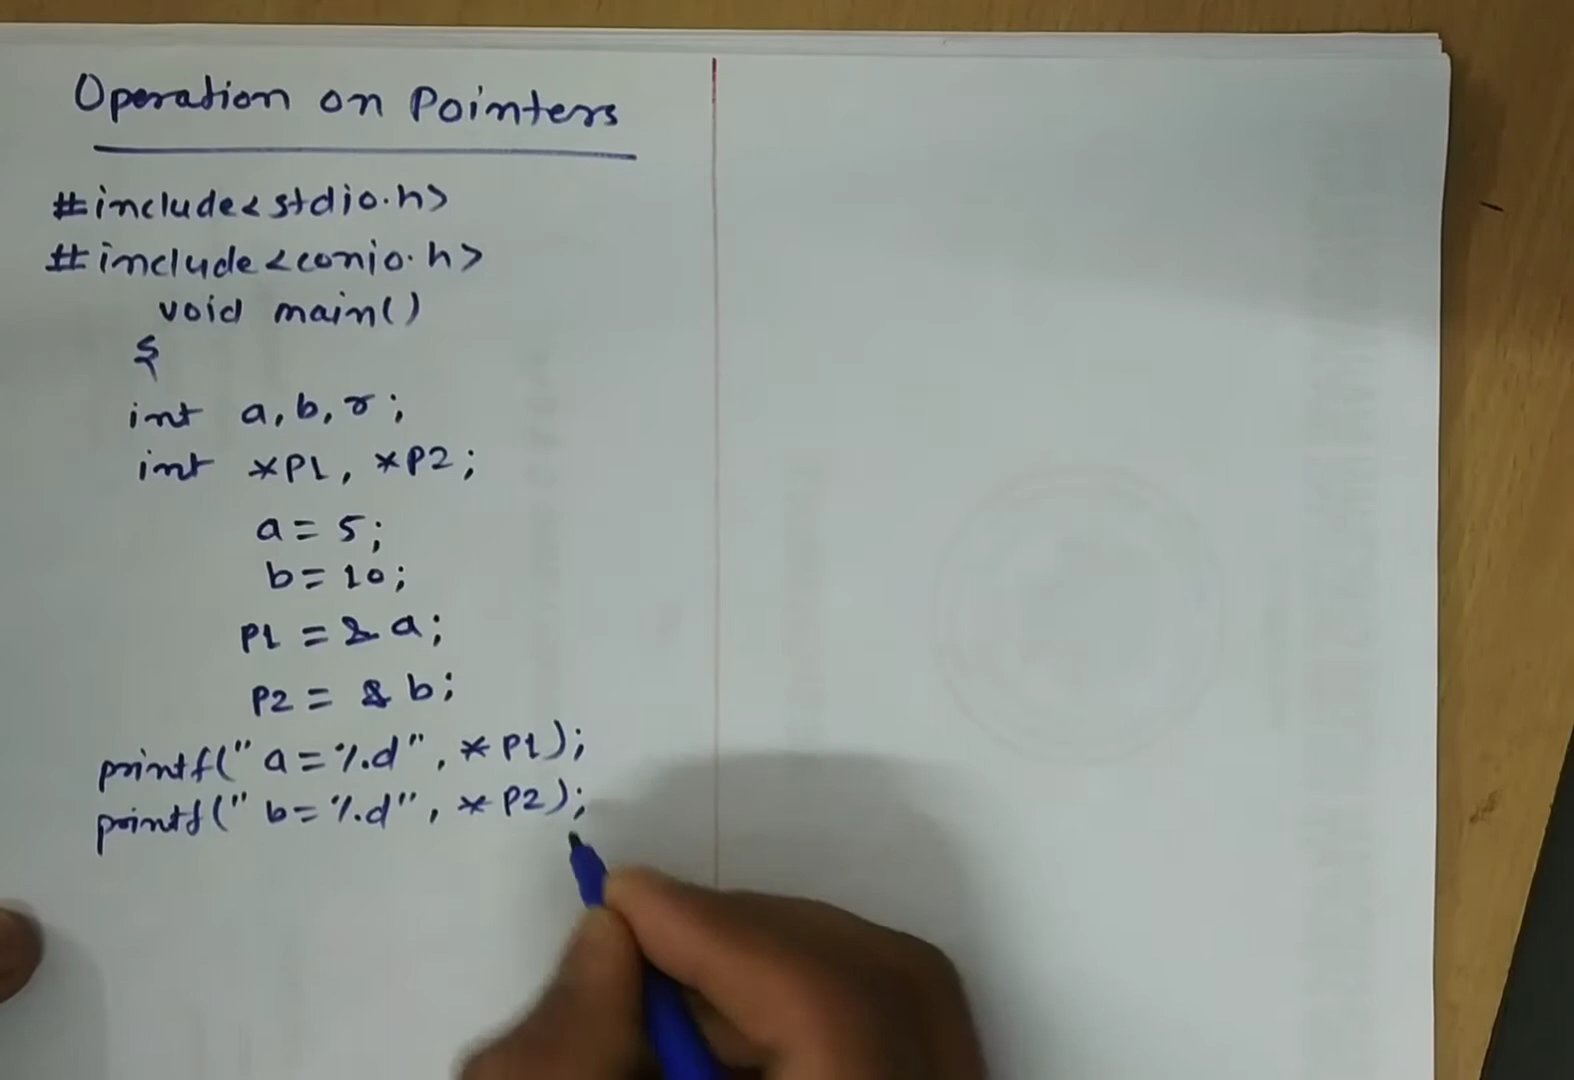 Operation on Pointers
#include<stdio.h>
#include<conio.h>
void main()
{
int a, b, r;
int *P1, *P2;
a = 5;
b = 10;
P1 = & a;
P2 = & b;
printf(" a = %d", * P1);
printf(" b = %d", * P2);